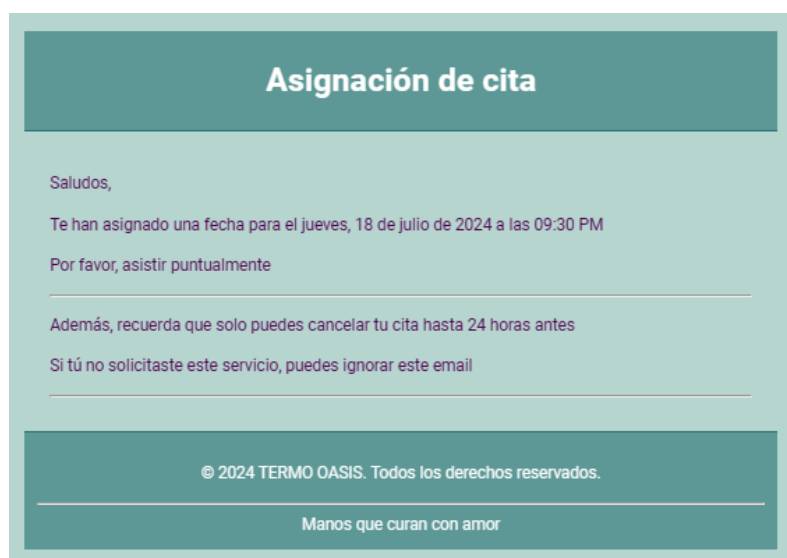 Asignación de cita
Saludos,
Te han asignado una fecha para el jueves, 18 de julio de 2024 a las 09:30 PM
Por favor, asistir puntualmente
Además, recuerda que solo puedes cancelar tu cita hasta 24 horas antes
Si tú no solicitaste este servicio, puedes ignorar este email
© 2024 TERMO OASIS. Todos los derechos reservados.
Manos que curan con amor